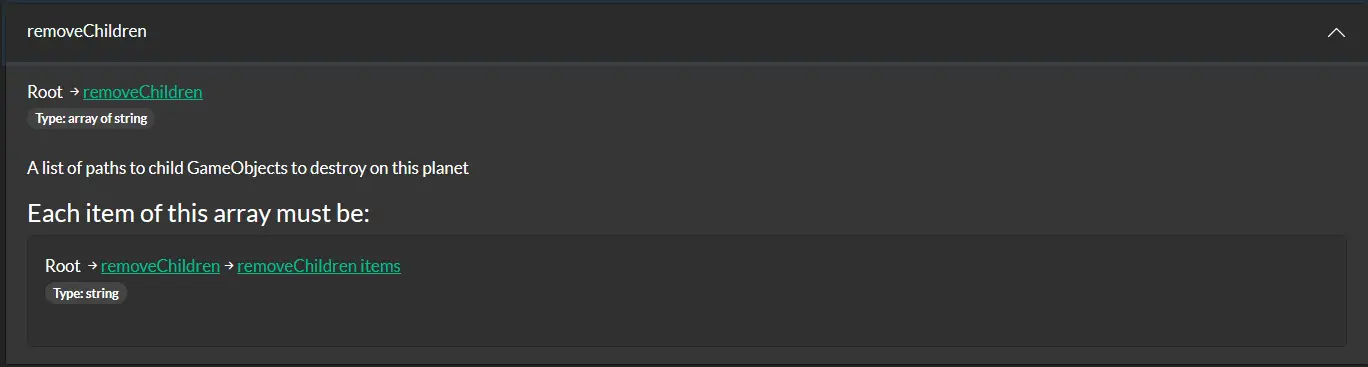 removeChildren
Root → removeChildren
Type: array of string
A list of paths to child GameObjects to destroy on this planet
Each item of this array must be:
Root → removeChildren → removeChildren items
Type: string